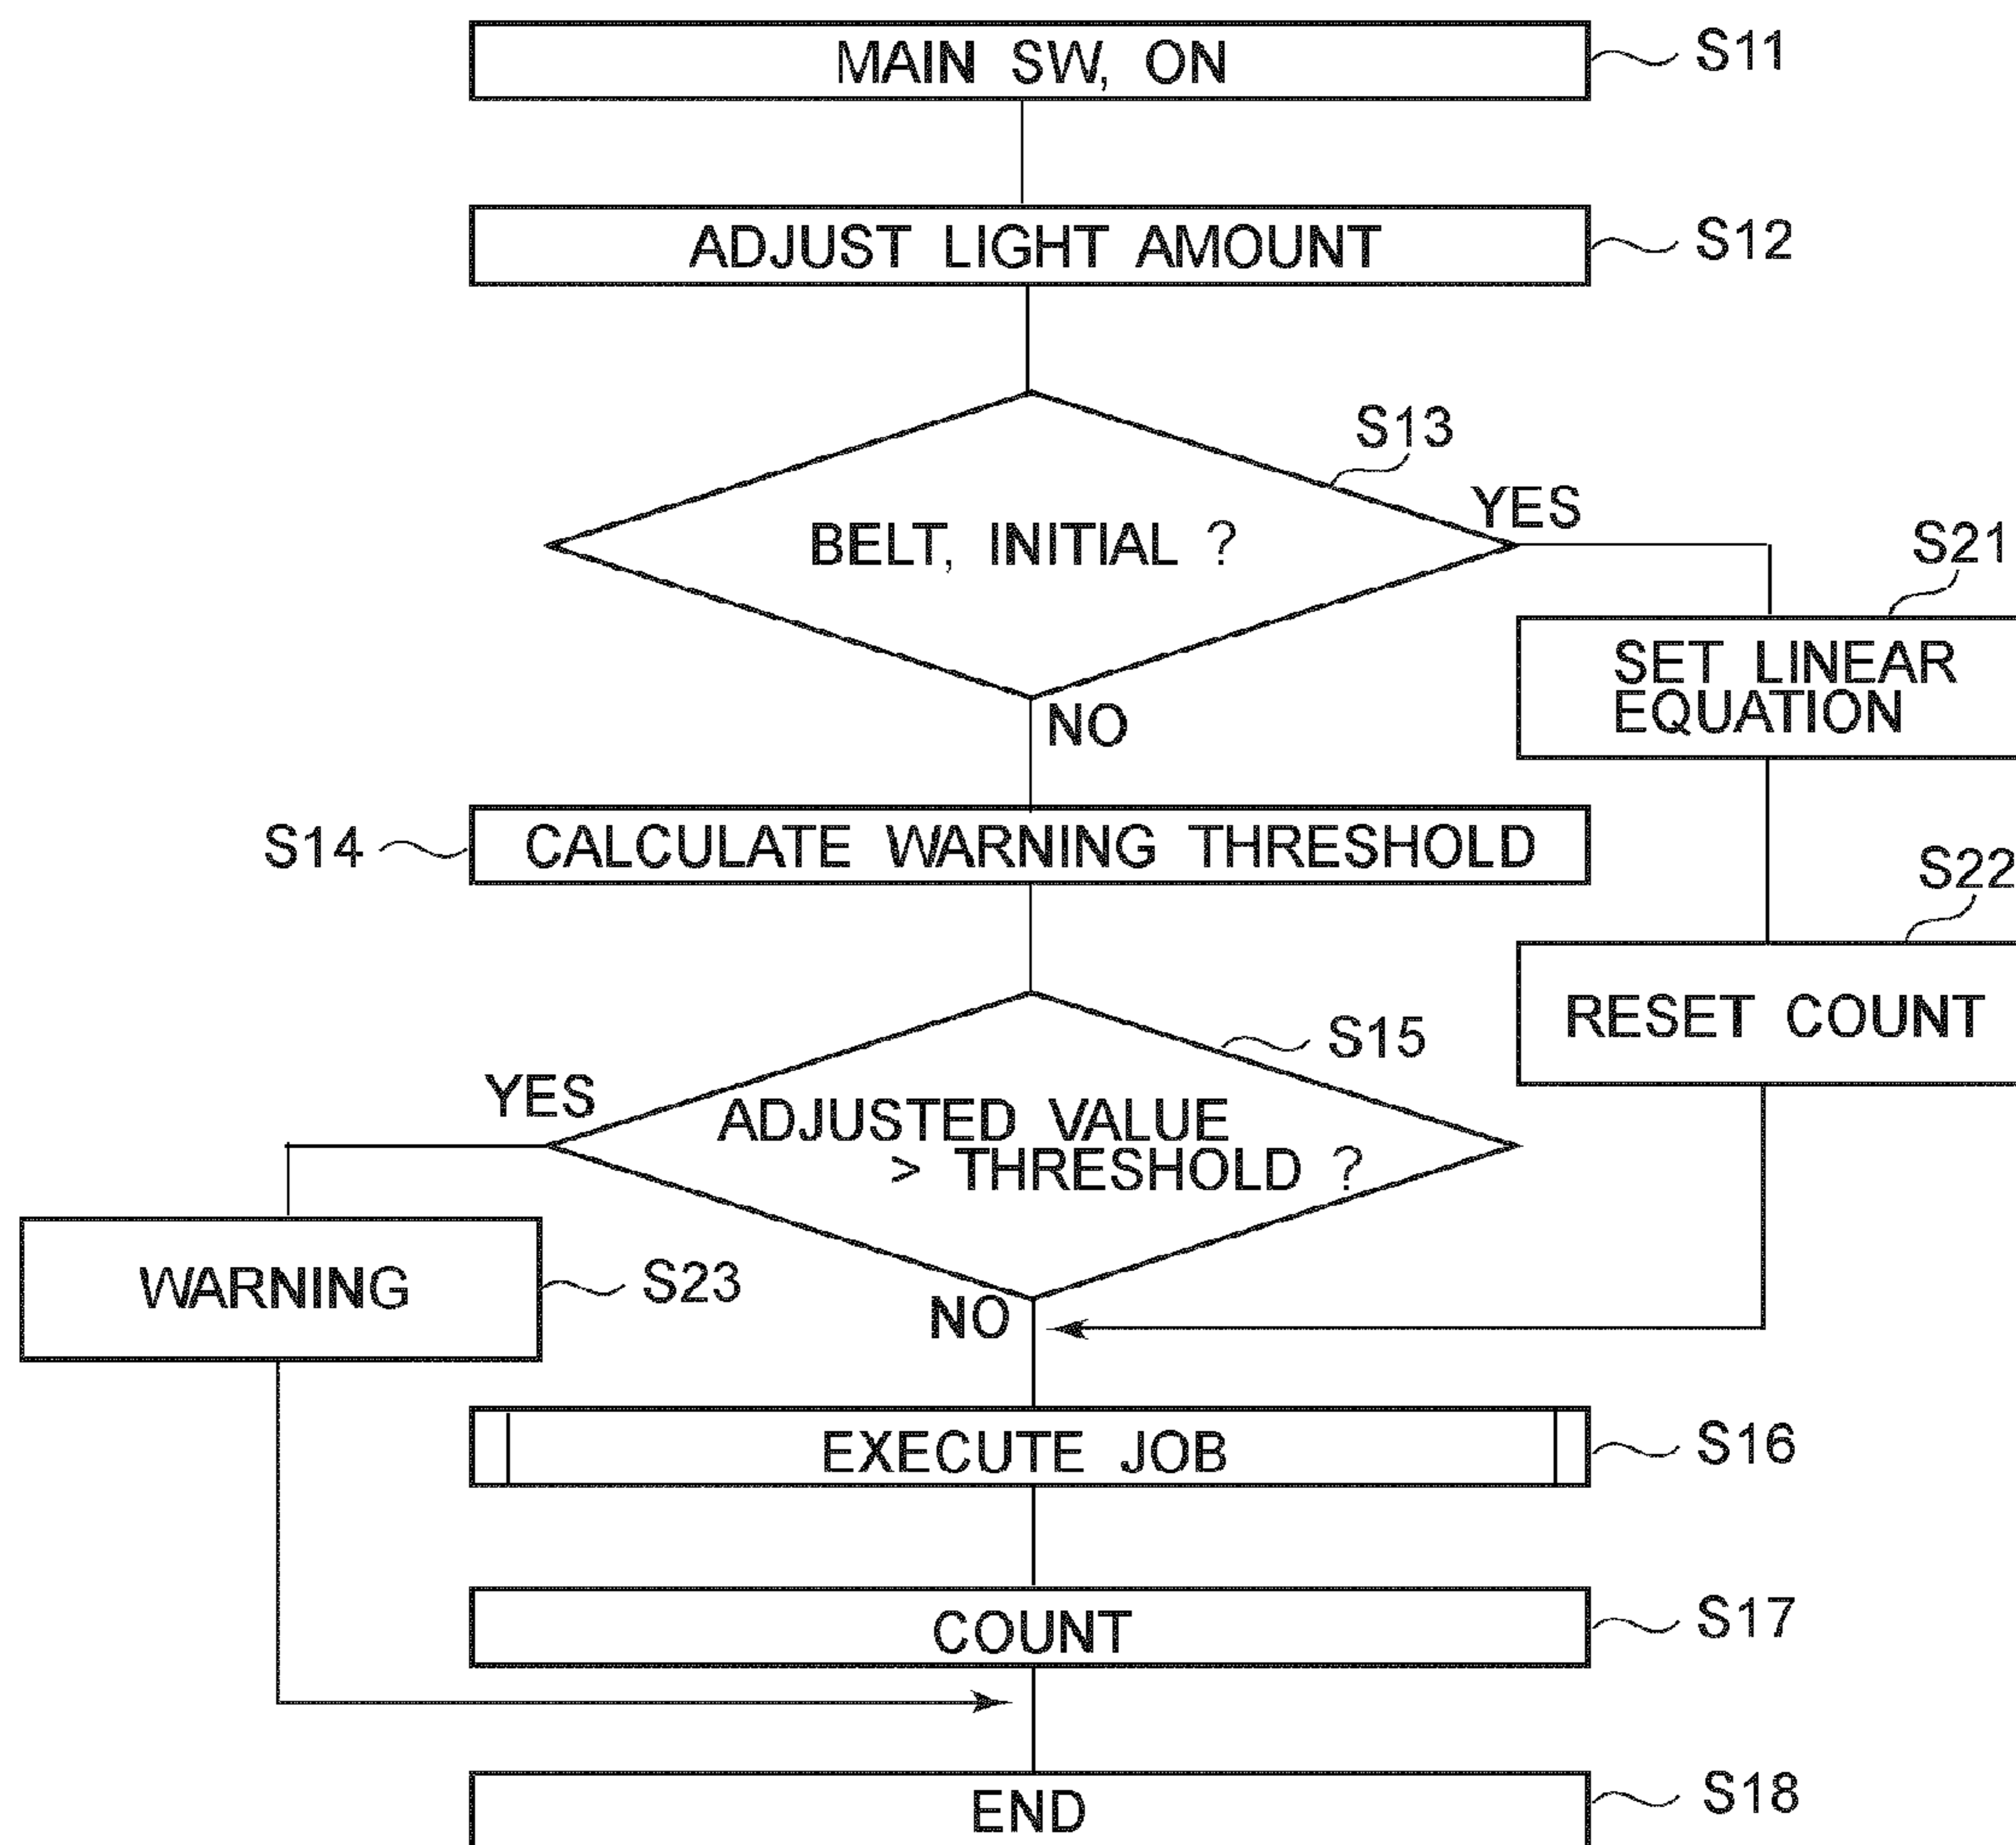 MAIN SW, ON
S11
ADJUST LIGHT AMOUNT
S12
S13
BELT, INITIAL ?
YES
NO
S21
SET LINEAR
EQUATION
S14
CALCULATE WARNING THRESHOLD
S22
RESET COUNT
S15
YES
ADJUSTED VALUE
> THRESHOLD ?
NO
WARNING
S23
EXECUTE JOB
S16
COUNT
S17
END
S18